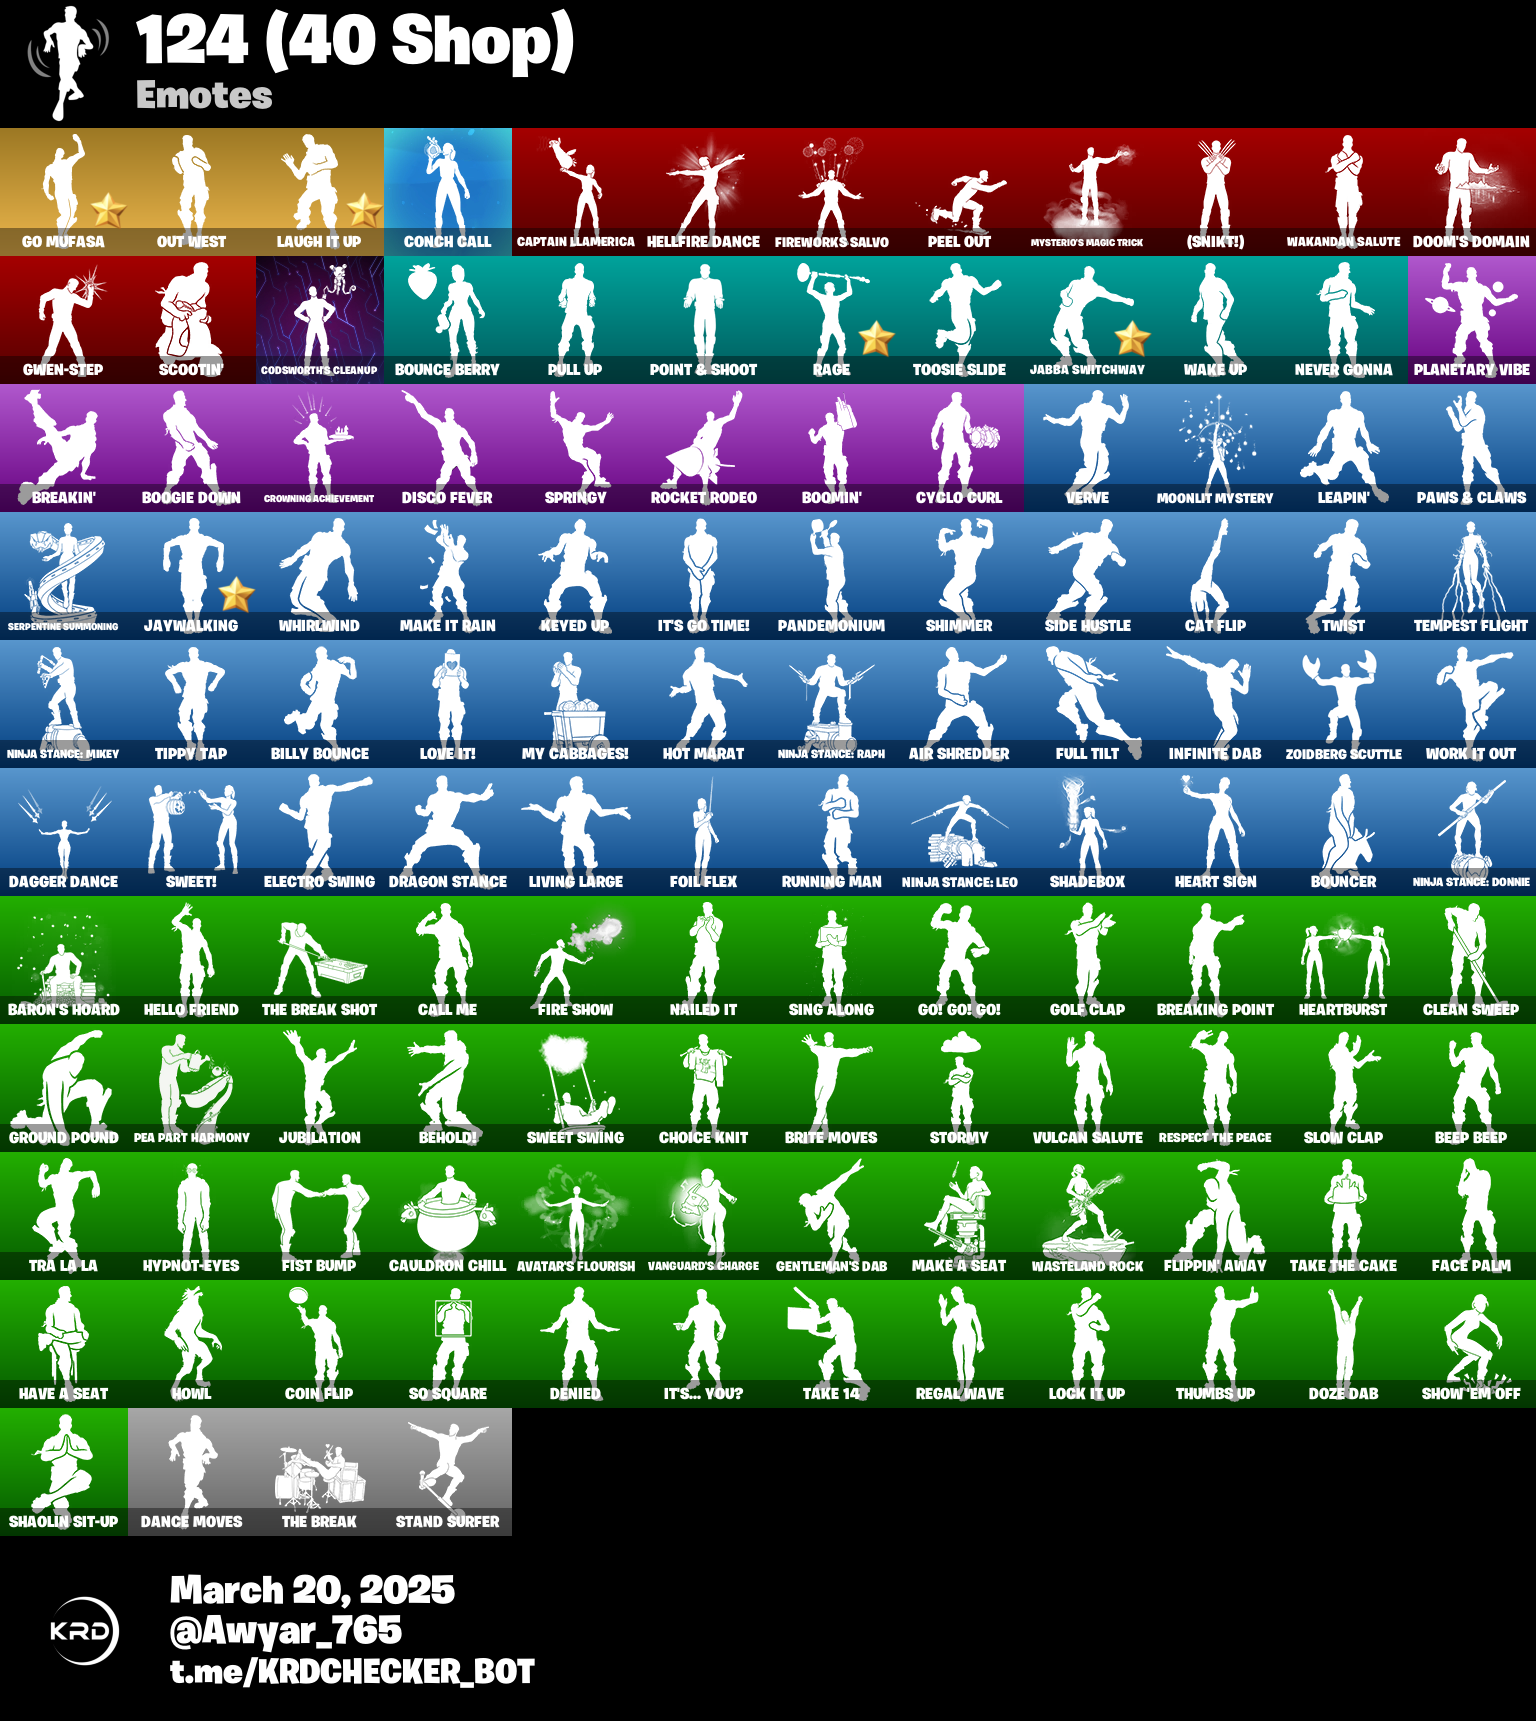 124 (40 Shop)
Emotes
GO MUFASA OUT WEST LAUGH IT UP CONCH CALL CAPTAIN LLAMERICA HELLFIRE DANCE FIREWORKS SALVO PEEL OUT MYSTERIO'S MAGIC TRICK (SNIKT!) WAKANDAN SALUTE DOOM'S DOMAIN
GWEN-STEP SCOOTIN' CODSWORTH'S CLEANUP BOUNCE BERRY PULL UP POINT & SHOOT RAGE TOOSIE SLIDE JABBA SWITCHWAY WAKE UP NEVER GONNA PLANETARY VIBE
BREAKIN' BOOGIE DOWN CROWNING ACHIEVEMENT DISCO FEVER SPRINGY ROCKET RODEO BOOMIN' CYCLO CURL VERVE MOONLIT MYSTERY LEAPIN' PAWS & CLAWS
SERPENTINE SUMMONING JAYWALKING WHIRLWIND MAKE IT RAIN KEYED UP IT'S GO TIME! PANDEMONIUM SHIMMER SIDE HUSTLE CAT FLIP TWIST TEMPEST FLIGHT
NINJA STANCE: MIKEY TIPPY TAP BILLY BOUNCE LOVE IT! MY CABBAGES! HOT MARAT NINJA STANCE: RAPH AIR SHREDDER FULL TILT INFINITE DAB ZOIDBERG SCUTTLE WORK IT OUT
DAGGER DANCE SWEET! ELECTRO SWING DRAGON STANCE LIVING LARGE FOIL FLEX RUNNING MAN NINJA STANCE: LEO SHADEBOX HEART SIGN BOUNCER NINJA STANCE: DONNIE
BARON'S HOARD HELLO FRIEND THE BREAK SHOT CALL ME FIRE SHOW NAILED IT SING ALONG GO! GO! GO! GOLF CLAP BREAKING POINT HEARTBURST CLEAN SWEEP
GROUND POUND PEA PART HARMONY JUBILATION BEHOLD! SWEET SWING CHOICE KNIT BRITE MOVES STORMY VULCAN SALUTE RESPECT THE PEACE SLOW CLAP BEEP BEEP
TRA LA LA HYPNOT-EYES FIST BUMP CAULDRON CHILL AVATAR'S FLOURISH VANGUARD'S CHARGE GENTLEMAN'S DAB MAKE A SEAT WASTELAND ROCK FLIPPIN' AWAY TAKE THE CAKE FACE PALM
HAVE A SEAT HOWL COIN FLIP SO SQUARE DENIED IT'S... YOU? TAKE 14 REGAL WAVE LOCK IT UP THUMBS UP DOZE DAB SHOW 'EM OFF
SHAOLIN SIT-UP DANCE MOVES THE BREAK STAND SURFER
March 20, 2025
KRD
@Awyar_765
t.me/KRDCHECKER_BOT